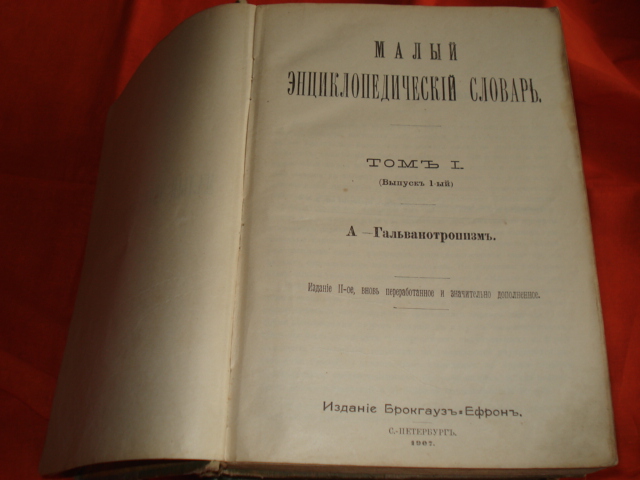 МАЛЫЙ
ЭНЦИКЛОПЕДИЧЕСКІЙ СЛОВАРЬ.
ТОМЪ I.
(Выпускъ 1-ый)
А —Гальванотропизмъ.
Изданіе II-ое, вновь переработанное и значительно дополненное.
Изданіе Брокгаузъ-Ефронъ.
С.-ПЕТЕРБУРГЪ.
1907.